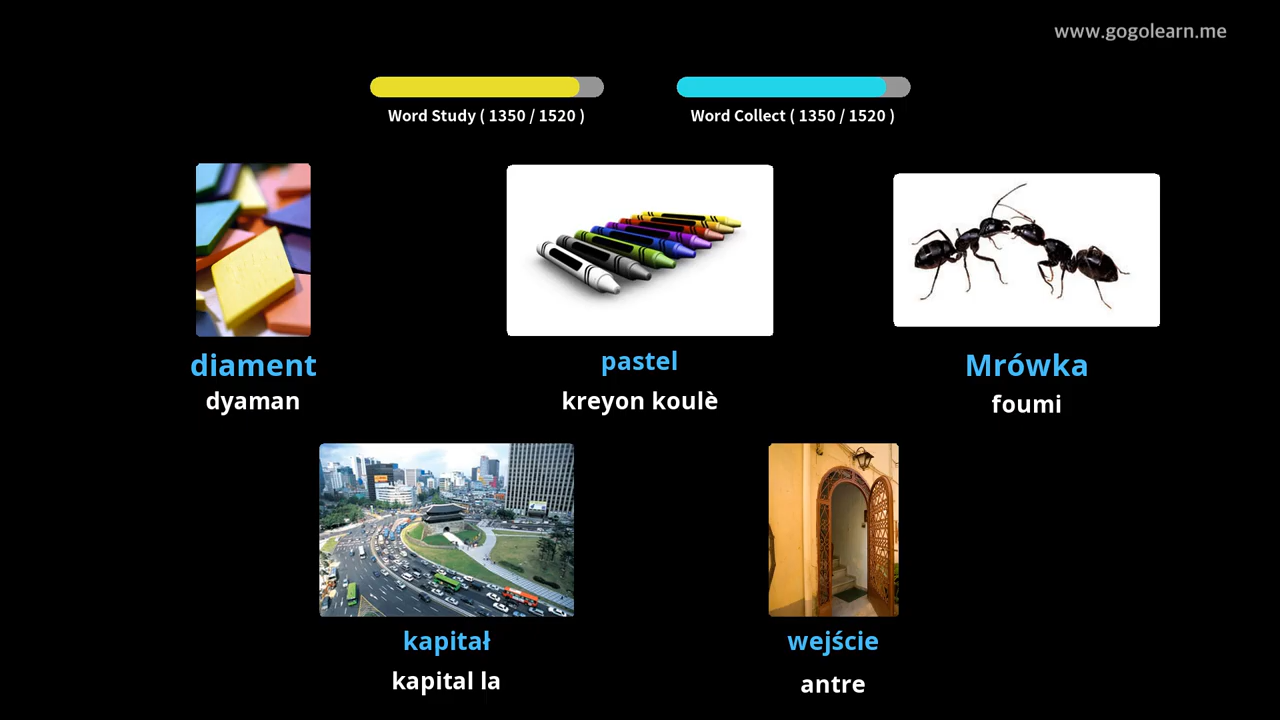 www.gogolearn.me
Word Study ( 1350 / 1520 )
Word Collect ( 1350 / 1520 )
diament
dyaman
pastel
kreyon koulè
Mrówka
foumi
kapitał
kapital la
wejście
antre